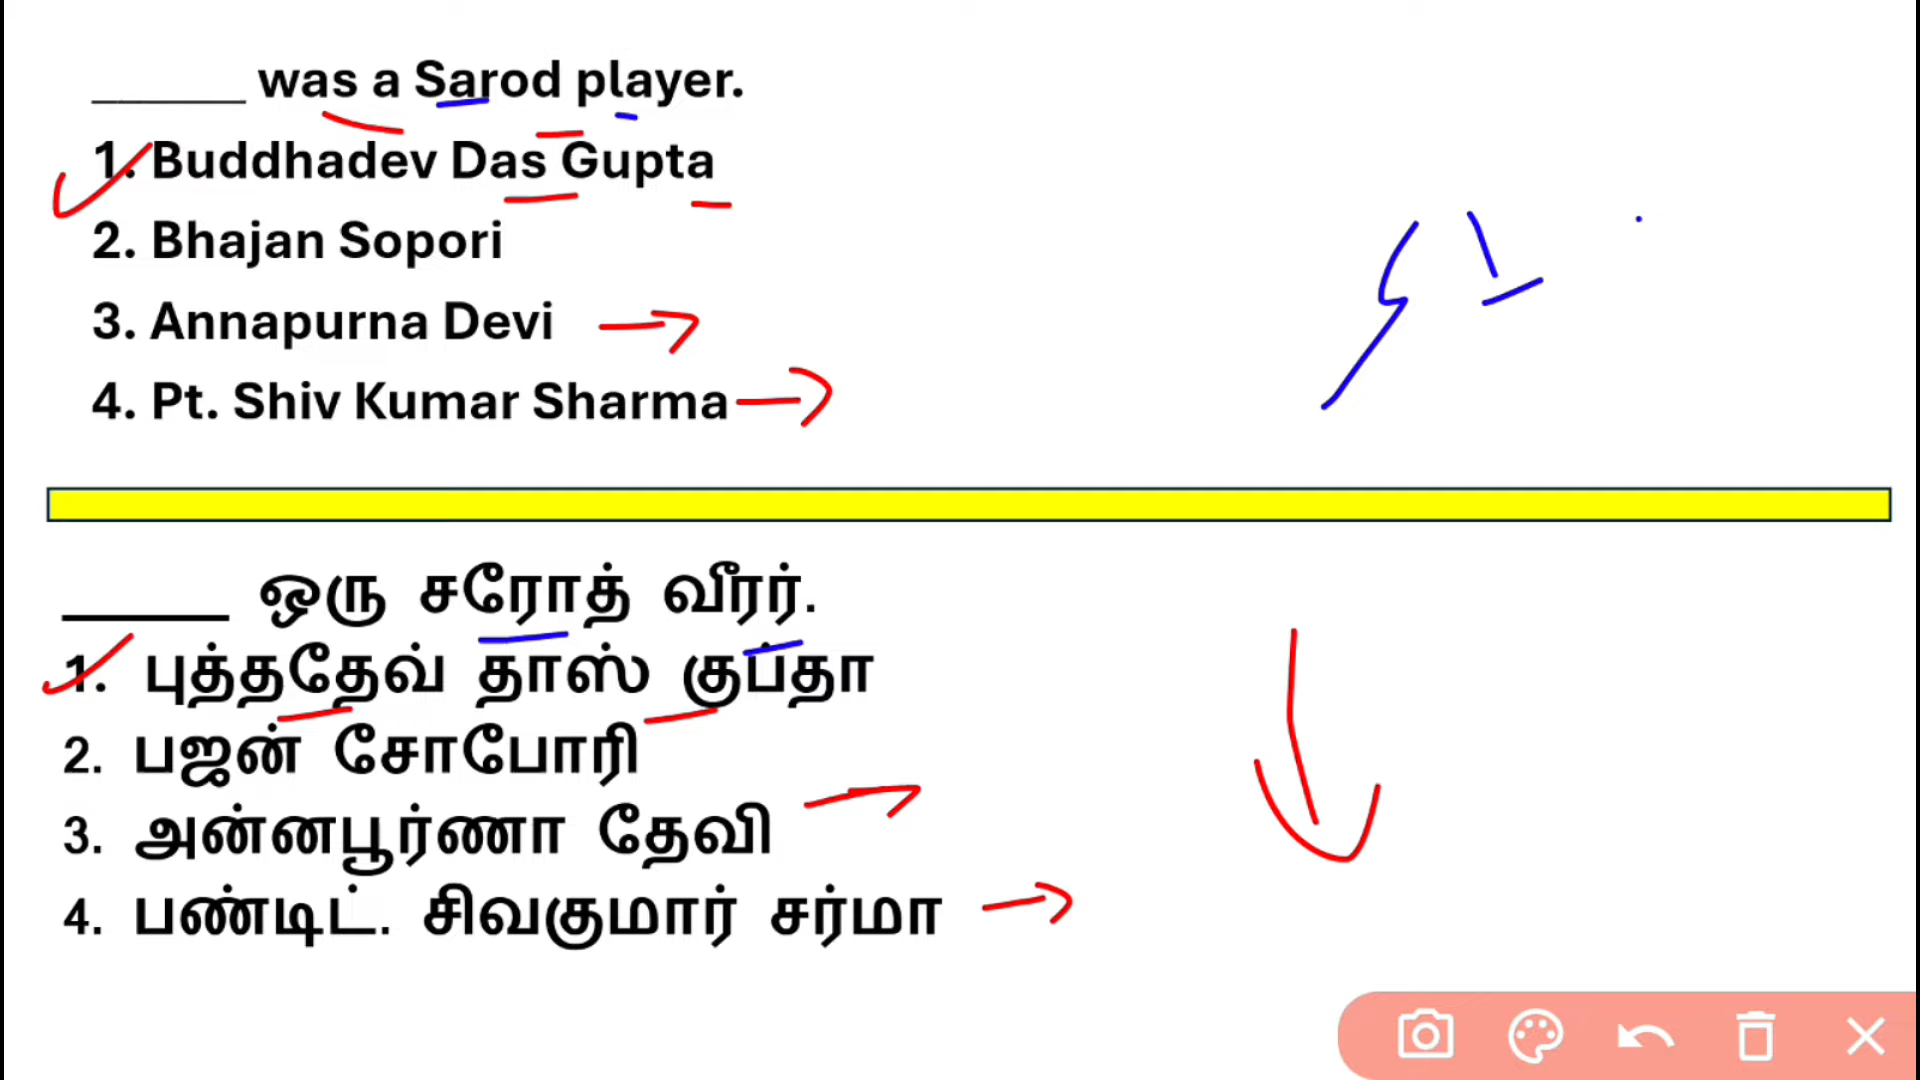 ______ was a Sarod player.
1. Buddhadev Das Gupta
2. Bhajan Sopori
3. Annapurna Devi
4. Pt. Shiv Kumar Sharma
______ ஒரு சரோத் வீரர்.
1. புத்ததேவ் தாஸ் குப்தா
2. பஜன் சோபோரி
3. அன்னபூர்ணா தேவி
4. பண்டிட். சிவகுமார் சர்மா